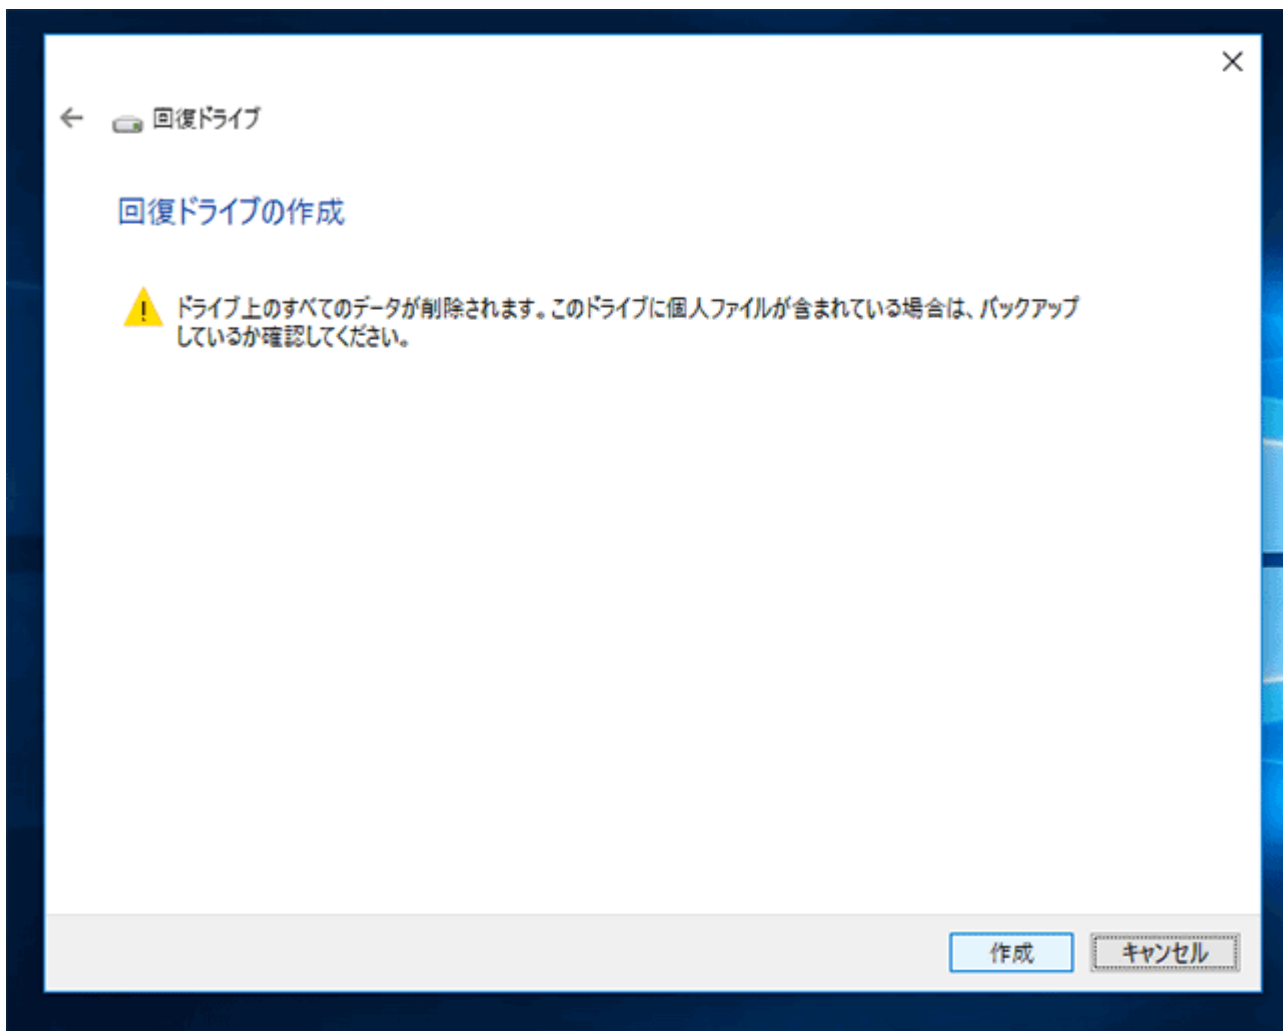 回復ドライブ
回復ドライブの作成
ドライブ上のすべてのデータが削除されます。このドライブに個人ファイルが含まれている場合は、バックアップ
しているか確認してください。
作成 キャンセル